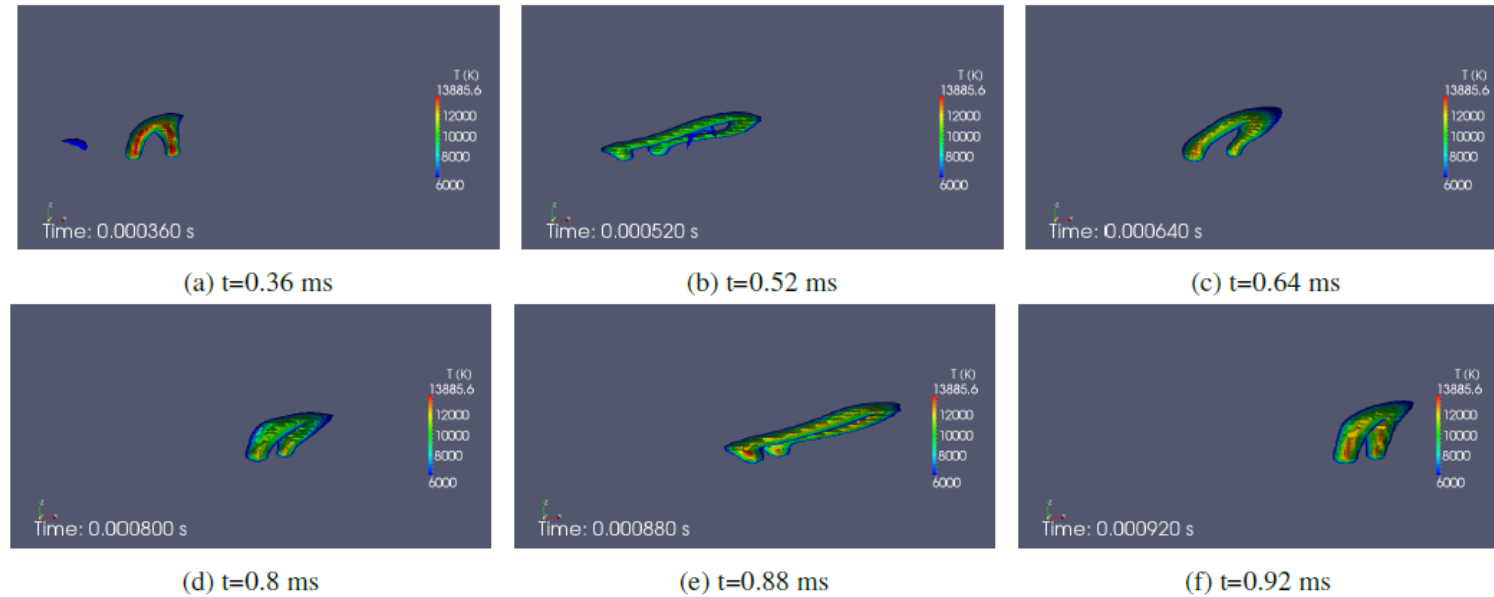 T (K)
13885.6
12000
10000
8000
6000
Time: 0.000360 s
(a) t=0.36 ms
T (K)
13885.6
12000
10000
8000
6000
Time: 0.000520 s
(b) t=0.52 ms
T (K)
13885.6
12000
10000
8000
6000
Time: 0.000640 s
(c) t=0.64 ms
T (K)
13885.6
12000
10000
8000
6000
Time: 0.000800 s
(d) t=0.8 ms
T (K)
13885.6
12000
10000
8000
6000
Time: 0.000880 s
(e) t=0.88 ms
T (K)
13885.6
12000
10000
8000
6000
Time: 0.000920 s
(f) t=0.92 ms